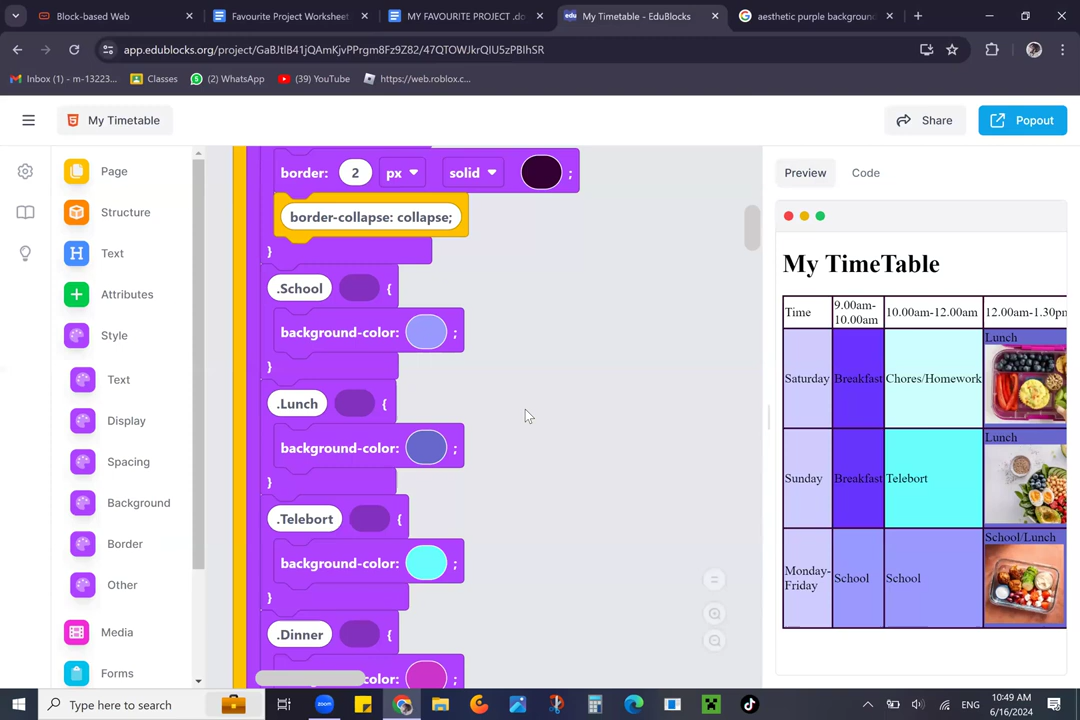 Block-based Web
Favourite Project Worksheet
MY FAVOURITE PROJECT .do
My Timetable - EduBlocks
aesthetic purple background
app.edublocks.org/project/GaBJtlB41jQAmKjvPPrgm8Fz9Z82/47QTOWJkrQIU5zPBIhSR
Inbox (1) – m-13223...
Classes
(2) WhatsApp
(39) YouTube
https://web.roblox.c...
My Timetable
Share
Popout
Page
Structure
Text
Attributes
Style
Text
Display
Spacing
Background
Border
Other
Media
Forms
border: 2 px solid ;
border-collapse: collapse;
}
.School {
background-color: ;
}
.Lunch {
background-color: ;
}
.Telebort {
background-color: ;
}
.Dinner {
color: ;
Preview Code
My TimeTable
Time 9.00am-10.00am 10.00am-12.00am 12.00am-1.30pm
Saturday Breakfast Chores/Homework Lunch
Sunday Breakfast Telebort Lunch
Monday-Friday School School School/Lunch
Type here to search
zoom
ENG
10:49 AM
6/16/2024